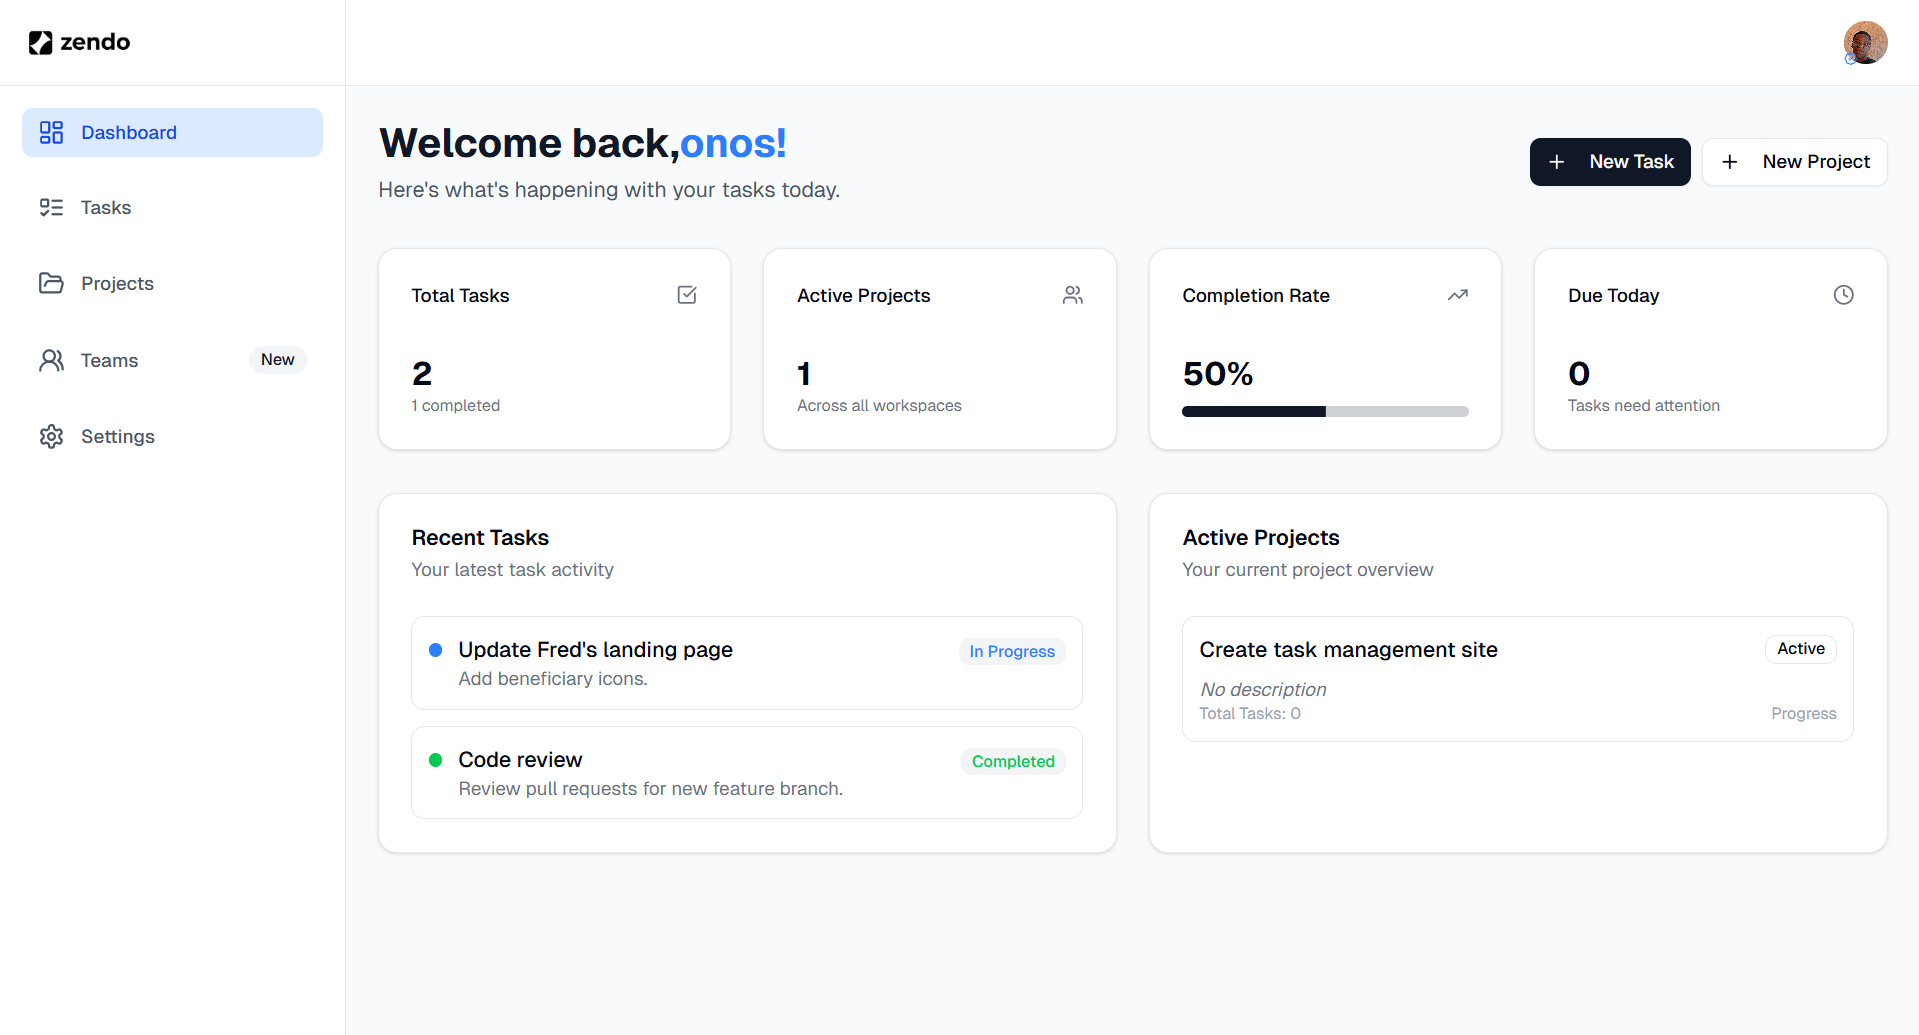 zendo
Dashboard
Tasks
Projects
Teams New
Settings
Welcome back,onos!
Here's what's happening with your tasks today.
+ New Task
+ New Project
Total Tasks
2
1 completed
Active Projects
1
Across all workspaces
Completion Rate
50%
Due Today
0
Tasks need attention
Recent Tasks
Your latest task activity
Update Fred's landing page In Progress
Add beneficiary icons.
Code review Completed
Review pull requests for new feature branch.
Active Projects
Your current project overview
Create task management site Active
No description
Total Tasks: 0 Progress